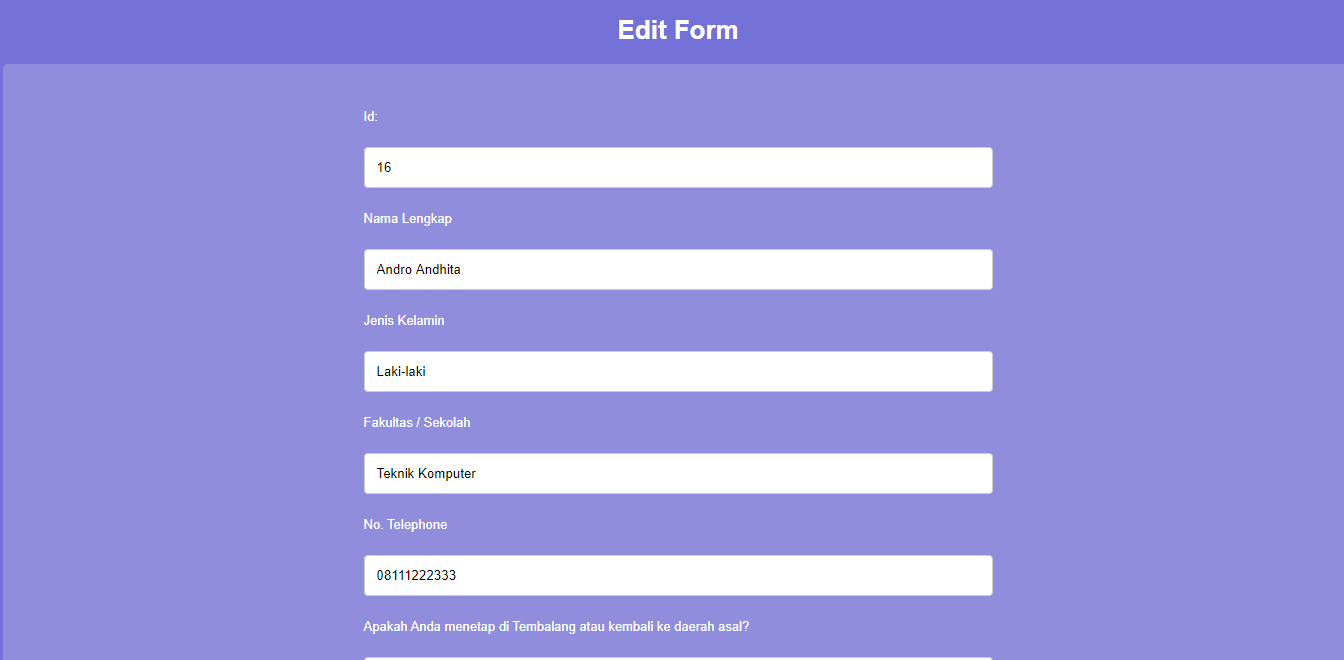 Edit Form
Id:
16
Nama Lengkap
Andro Andhita
Jenis Kelamin
Laki-laki
Fakultas / Sekolah
Teknik Komputer
No. Telephone
08111222333
Apakah Anda menetap di Tembalang atau kembali ke daerah asal?